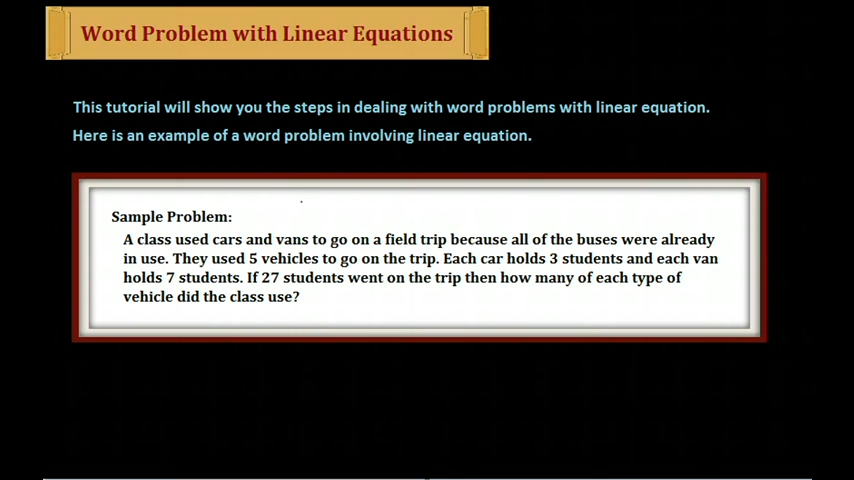 Word Problem with Linear Equations
This tutorial will show you the steps in dealing with word problems with linear equation.
Here is an example of a word problem involving linear equation.
Sample Problem:
A class used cars and vans to go on a field trip because all of the buses were already
in use. They used 5 vehicles to go on the trip. Each car holds 3 students and each van
holds 7 students. If 27 students went on the trip then how many of each type of
vehicle did the class use?